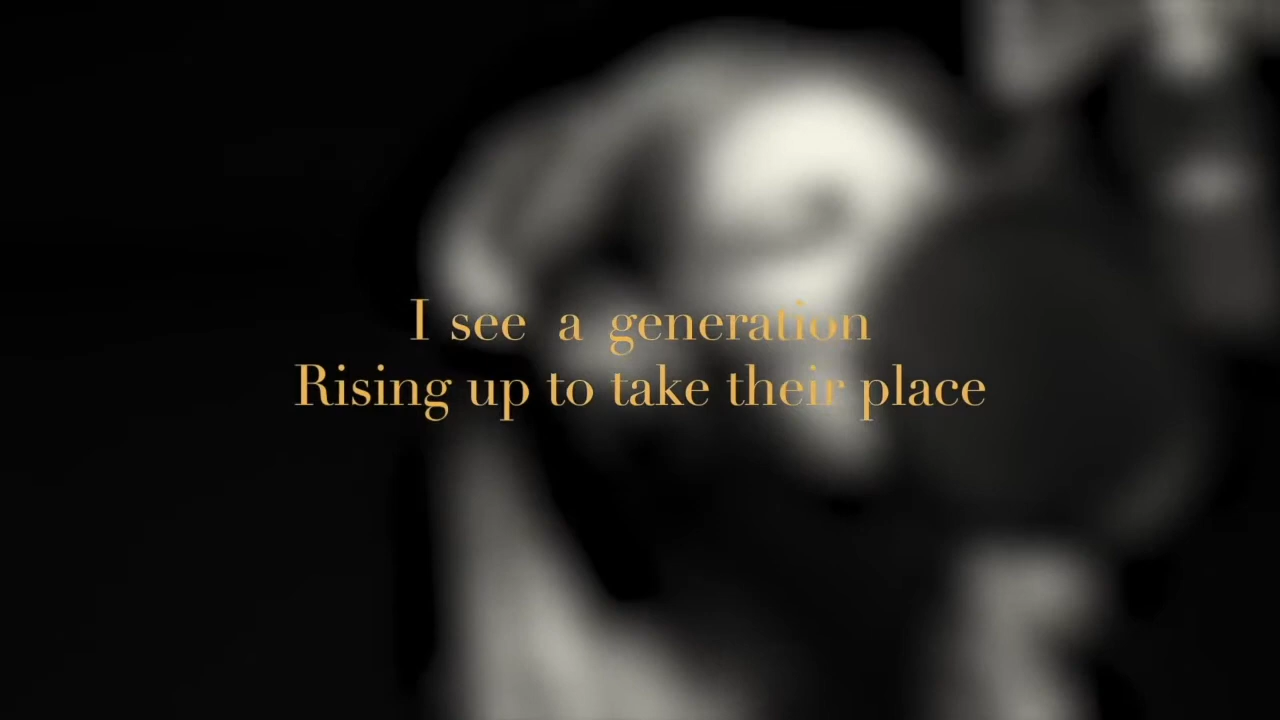 I see a generation
Rising up to take their place